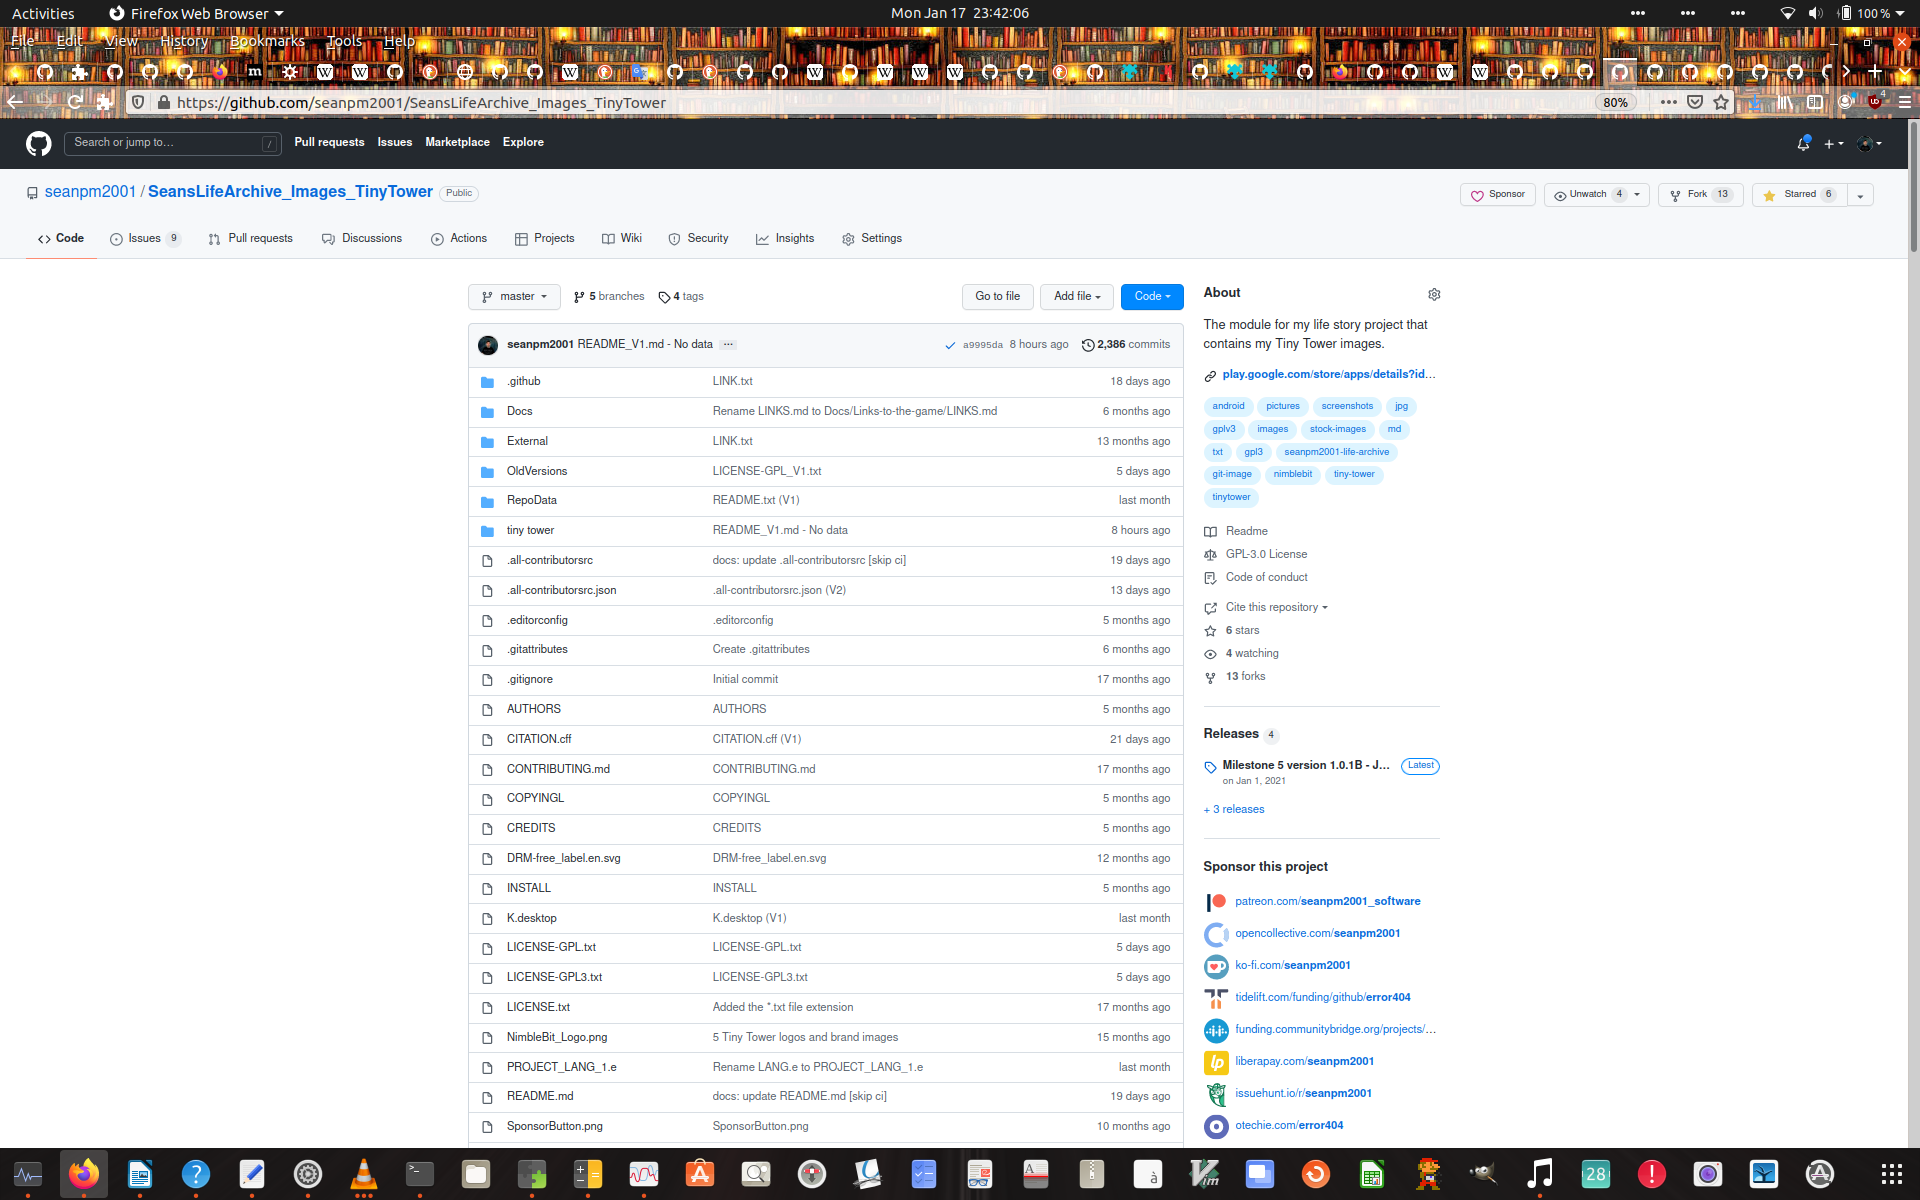 Activities
Firefox Web Browser
Mon Jan 17 23:42:06
100 %
File Edit View History Bookmarks Tools Help
https://github.com/seanpm2001/SeansLifeArchive_Images_TinyTower
80%
4
Search or jump to… /
Pull requests Issues Marketplace Explore
seanpm2001 / SeansLifeArchive_Images_TinyTower Public
Sponsor Unwatch 4 Fork 13 Starred 6
Code Issues 9 Pull requests Discussions Actions Projects Wiki Security Insights Settings
master 5 branches 4 tags Go to file Add file Code
seanpm2001 README_V1.md - No data ··· a9995da 8 hours ago 2,386 commits
.github LINK.txt 18 days ago
Docs Rename LINKS.md to Docs/Links-to-the-game/LINKS.md 6 months ago
External LINK.txt 13 months ago
OldVersions LICENSE-GPL_V1.txt 5 days ago
RepoData README.txt (V1) last month
tiny tower README_V1.md - No data 8 hours ago
.all-contributorsrc docs: update .all-contributorsrc [skip ci] 19 days ago
.all-contributorsrc.json .all-contributorsrc.json (V2) 13 days ago
.editorconfig .editorconfig 5 months ago
.gitattributes Create .gitattributes 6 months ago
.gitignore Initial commit 17 months ago
AUTHORS AUTHORS 5 months ago
CITATION.cff CITATION.cff (V1) 21 days ago
CONTRIBUTING.md CONTRIBUTING.md 17 months ago
COPYINGL COPYINGL 5 months ago
CREDITS CREDITS 5 months ago
DRM-free_label.en.svg DRM-free_label.en.svg 12 months ago
INSTALL INSTALL 5 months ago
K.desktop K.desktop (V1) last month
LICENSE-GPL.txt LICENSE-GPL.txt 5 days ago
LICENSE-GPL3.txt LICENSE-GPL3.txt 5 days ago
LICENSE.txt Added the *.txt file extension 17 months ago
NimbleBit_Logo.png 5 Tiny Tower logos and brand images 15 months ago
PROJECT_LANG_1.e Rename LANG.e to PROJECT_LANG_1.e last month
README.md docs: update README.md [skip ci] 19 days ago
SponsorButton.png SponsorButton.png 10 months ago
About
The module for my life story project that
contains my Tiny Tower images.
play.google.com/store/apps/details?id…
android pictures screenshots jpg
gplv3 images stock-images md
txt gpl3 seanpm2001-life-archive
git-image nimblebit tiny-tower
tinytower
Readme
GPL-3.0 License
Code of conduct
Cite this repository
6 stars
4 watching
13 forks
Releases 4
Milestone 5 version 1.0.1B - J… Latest
on Jan 1, 2021
+ 3 releases
Sponsor this project
patreon.com/seanpm2001_software
opencollective.com/seanpm2001
ko-fi.com/seanpm2001
tidelift.com/funding/github/error404
funding.communitybridge.org/projects/…
liberapay.com/seanpm2001
issuehunt.io/r/seanpm2001
otechie.com/error404
28